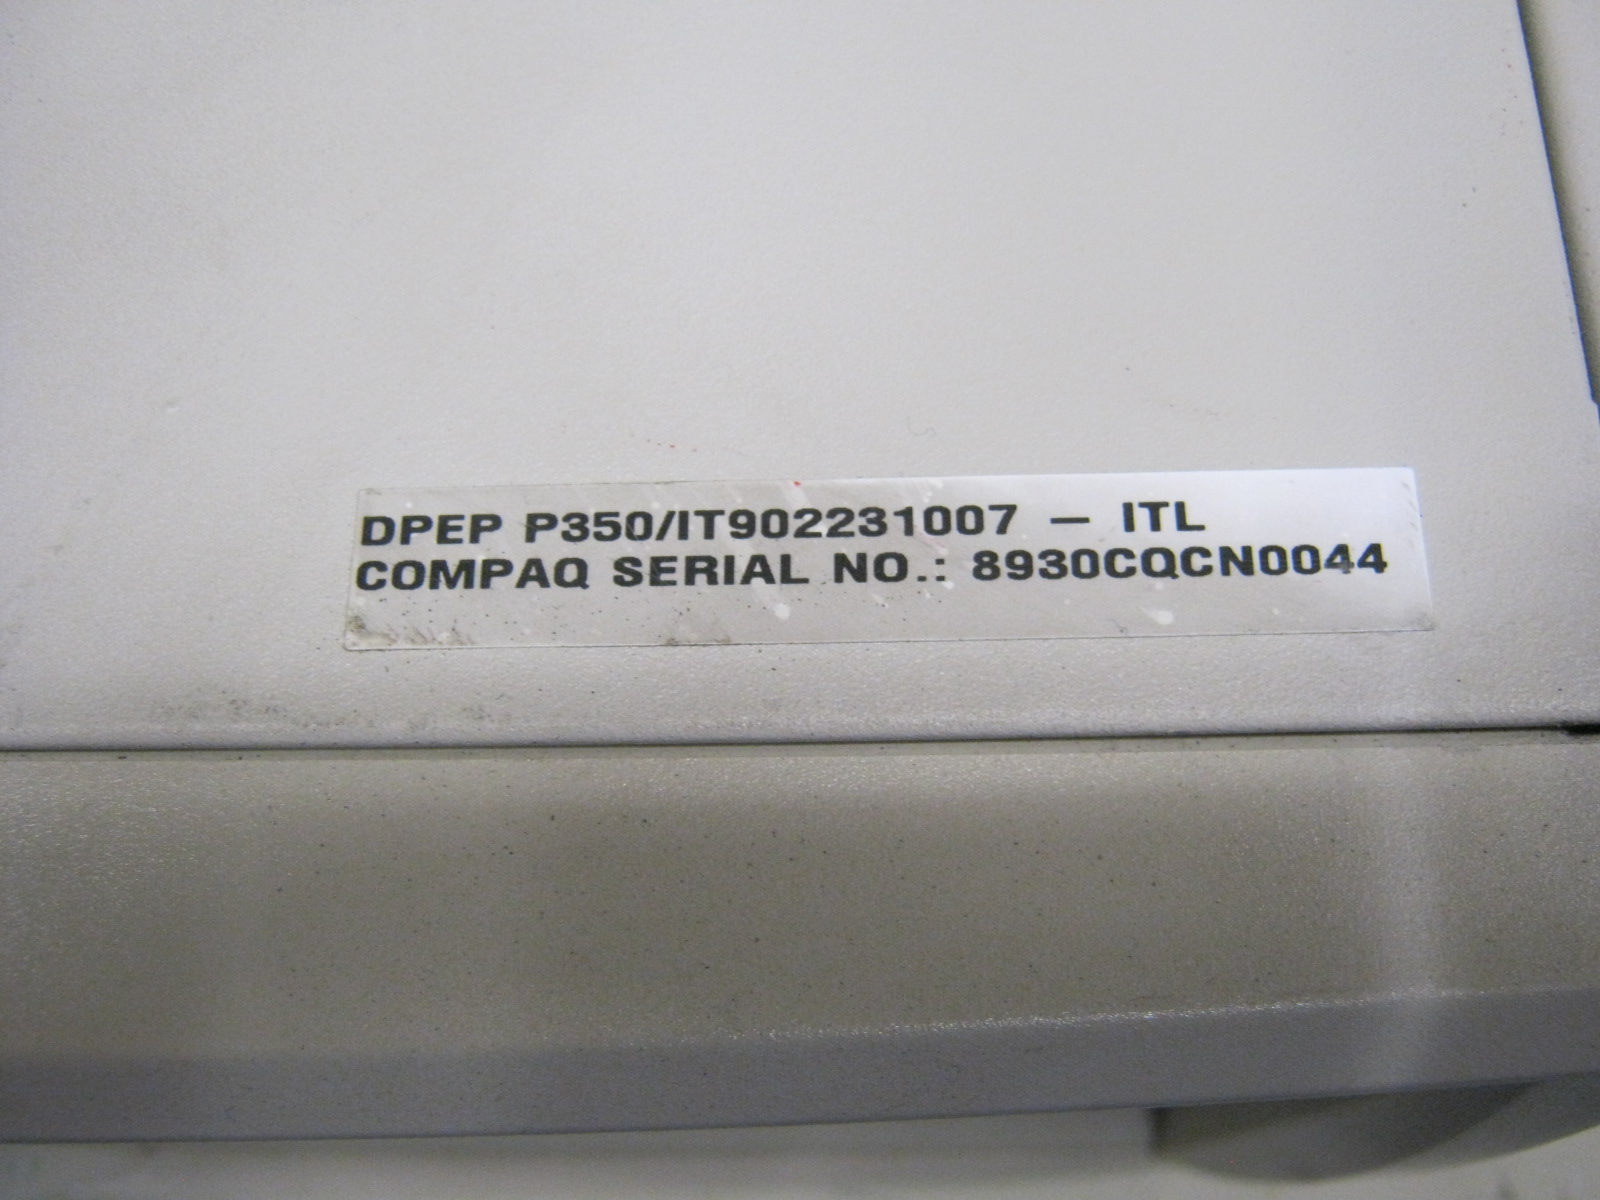 DPEP P350/IT902231007 — ITL
COMPAQ SERIAL NO.: 8930CQCN0044